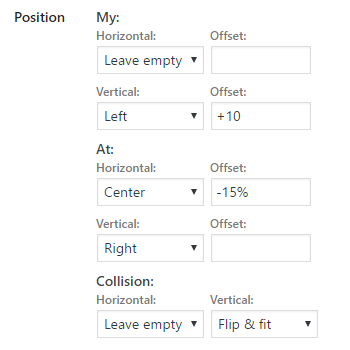 Position My:
Horizontal: Offset:
Leave empty
Vertical: Offset:
Left +10
At:
Horizontal: Offset:
Center -15%
Vertical: Offset:
Right
Collision:
Horizontal: Vertical:
Leave empty Flip & fit